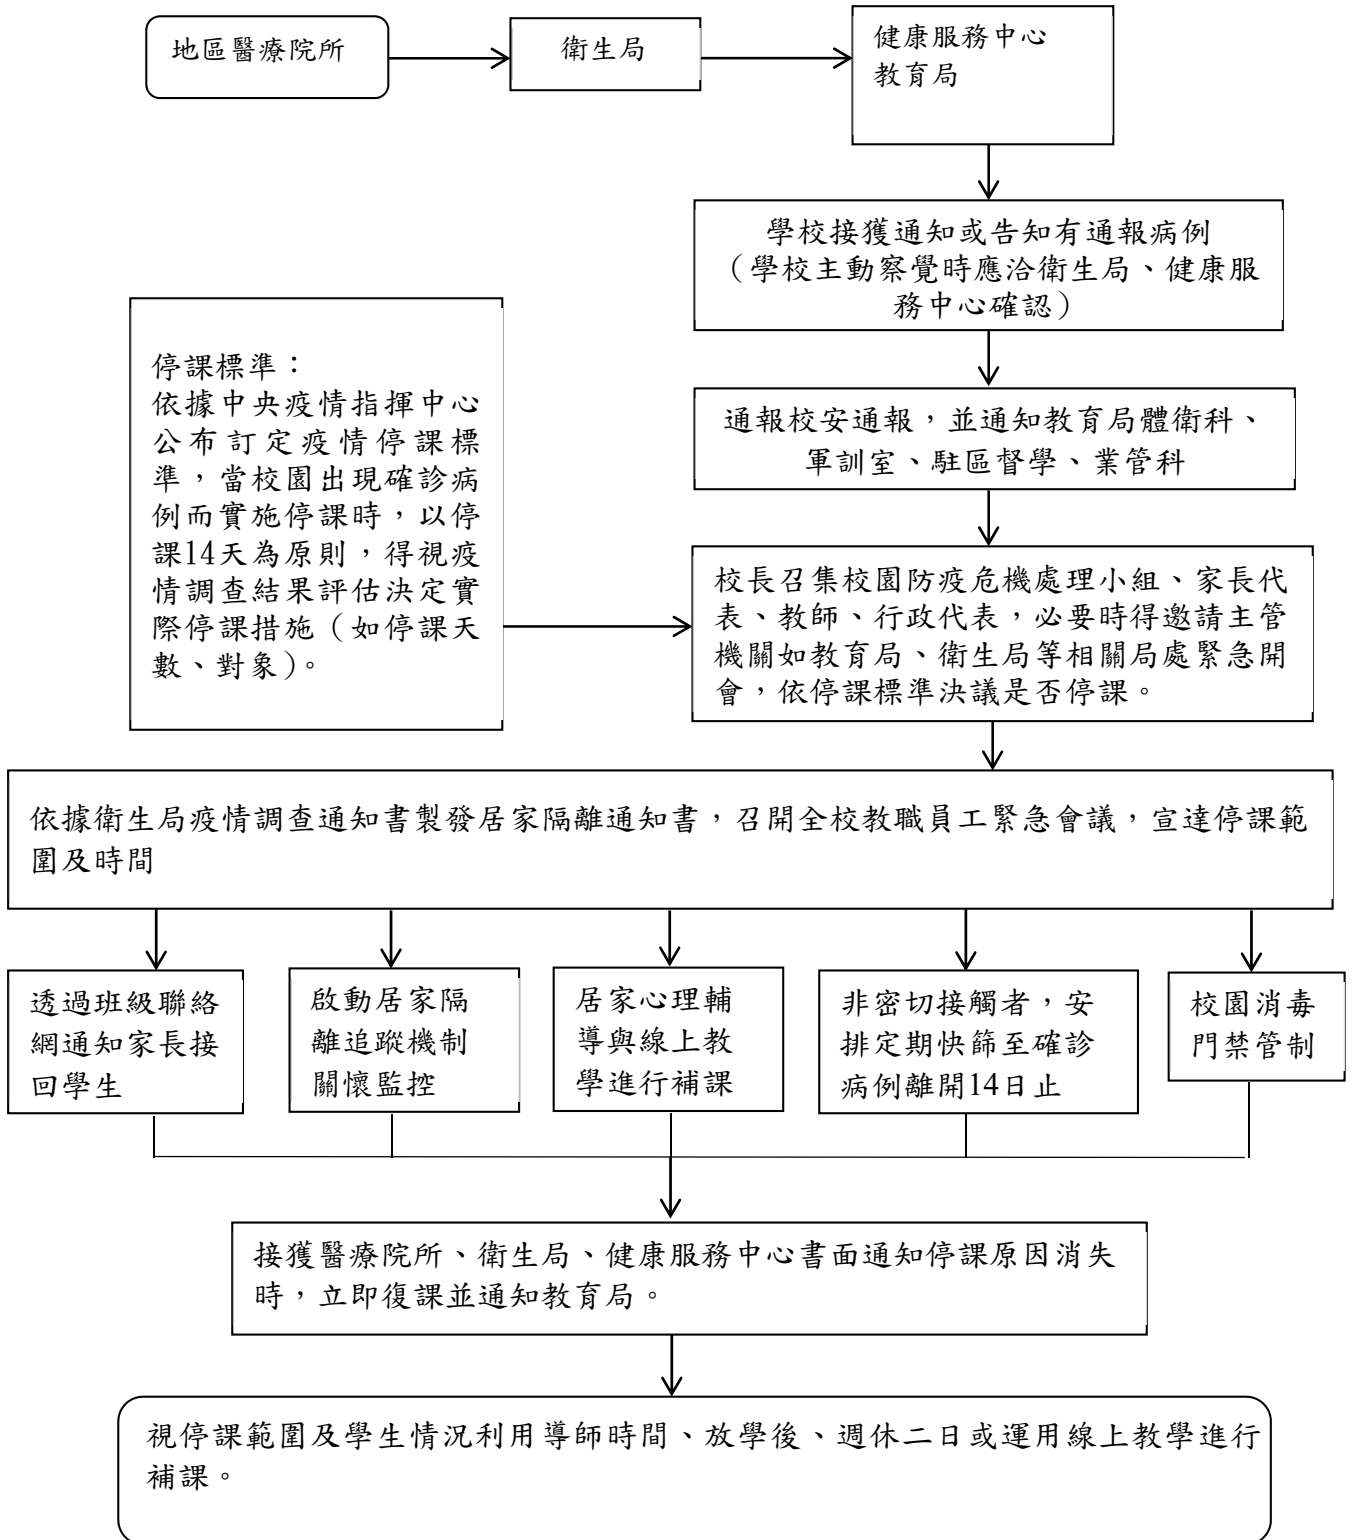 地區醫療院所
衛生局
健康服務中心
教育局
學校接獲通知或告知有通報病例
（學校主動察覺時應洽衛生局、健康服
務中心確認）
停課標準：
依據中央疫情指揮中心
公布訂定疫情停課標
準，當校園出現確診病
例而實施停課時，以停
課14天為原則，得視疫
情調查結果評估決定實
際停課措施（如停課天
數、對象）。
通報校安通報，並通知教育局體衛科、
軍訓室、駐區督學、業管科
校長召集校園防疫危機處理小組、家長代
表、教師、行政代表，必要時得邀請主管
機關如教育局、衛生局等相關局處緊急開
會，依停課標準決議是否停課。
依據衛生局疫情調查通知書製發居家隔離通知書，召開全校教職員工緊急會議，宣達停課範
圍及時間
透過班級聯絡
網通知家長接
回學生
啟動居家隔
離追蹤機制
關懷監控
居家心理輔
導與線上教
學進行補課
非密切接觸者，安
排定期快篩至確診
病例離開14日止
校園消毒
門禁管制
接獲醫療院所、衛生局、健康服務中心書面通知停課原因消失
時，立即復課並通知教育局。
視停課範圍及學生情況利用導師時間、放學後、週休二日或運用線上教學進行
補課。